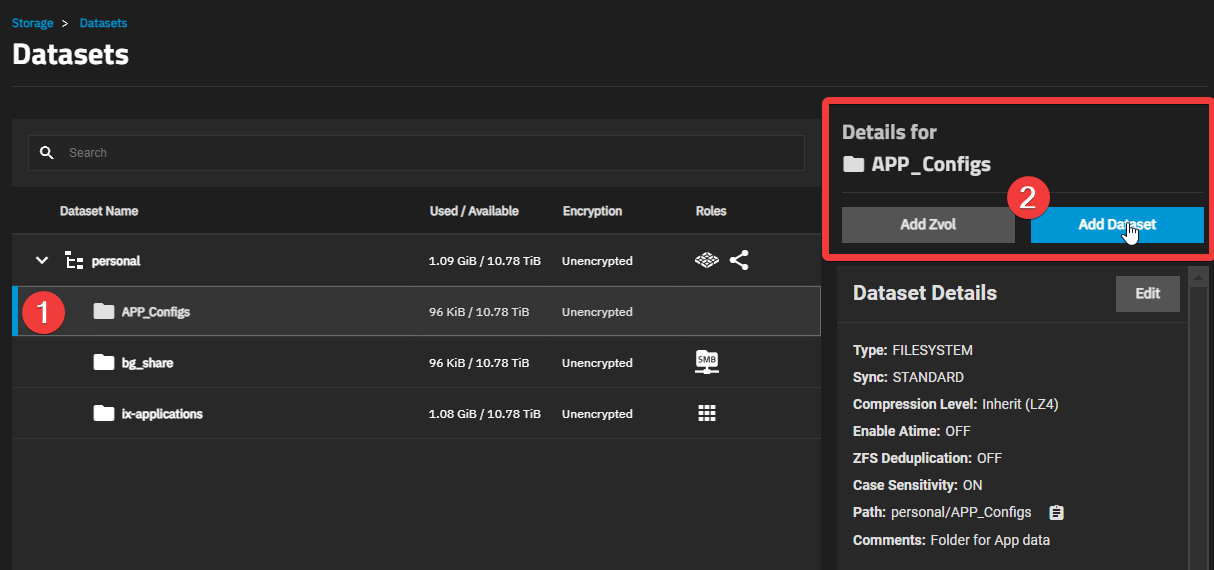 Storage > Datasets
Datasets
Search
Dataset Name Used / Available Encryption Roles
personal 1.09 GiB / 10.78 TiB Unencrypted
1 APP_Configs 96 KiB / 10.78 TiB Unencrypted
bg_share 96 KiB / 10.78 TiB Unencrypted SMB
ix-applications 1.08 GiB / 10.78 TiB Unencrypted
Details for
APP_Configs
2
Add Zvol Add Dataset
Dataset Details Edit
Type: FILESYSTEM
Sync: STANDARD
Compression Level: Inherit (LZ4)
Enable Atime: OFF
ZFS Deduplication: OFF
Case Sensitivity: ON
Path: personal/APP_Configs
Comments: Folder for App data